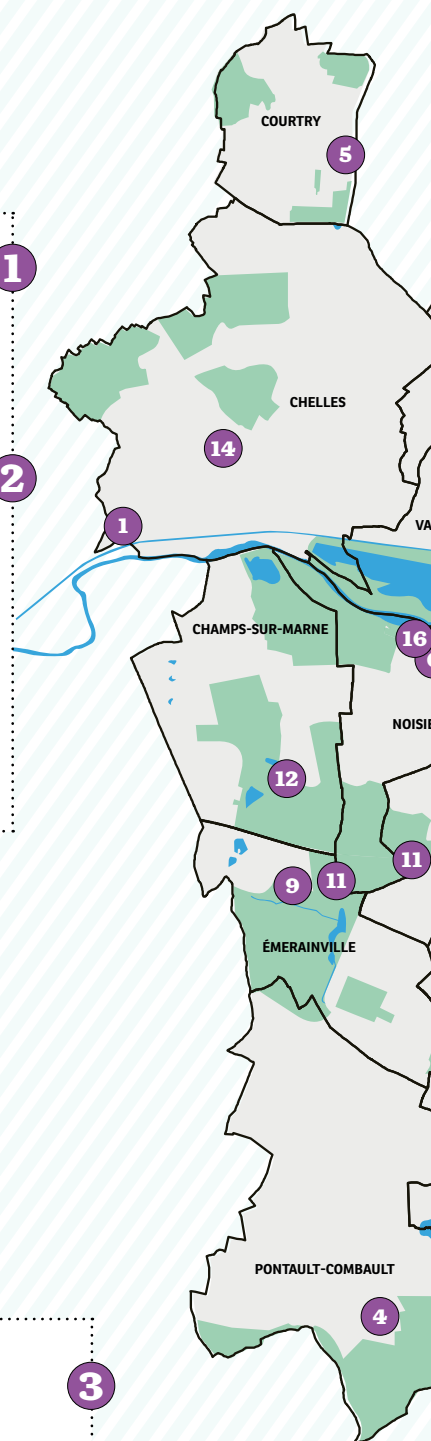 COURTRY
5
1
CHELLES
14
2
1
VA
CHAMPS-SUR-MARNE
16
NOISIE
12
11
9
11
ÉMERAINVILLE
PONTAULT-COMBAULT
4
3